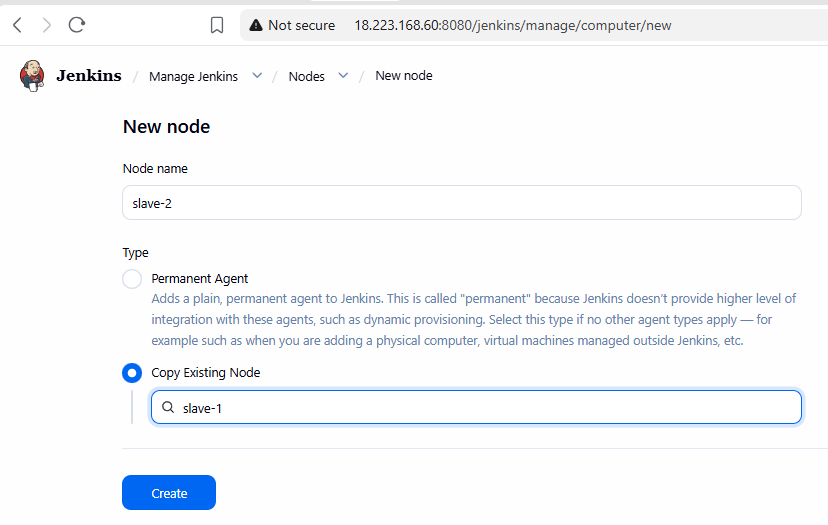 Not secure 18.223.168.60:8080/jenkins/manage/computer/new
Jenkins / Manage Jenkins / Nodes / New node
New node
Node name
slave-2
Type
Permanent Agent
Adds a plain, permanent agent to Jenkins. This is called "permanent" because Jenkins doesn't provide higher level of
integration with these agents, such as dynamic provisioning. Select this type if no other agent types apply — for
example such as when you are adding a physical computer, virtual machines managed outside Jenkins, etc.
Copy Existing Node
slave-1
Create